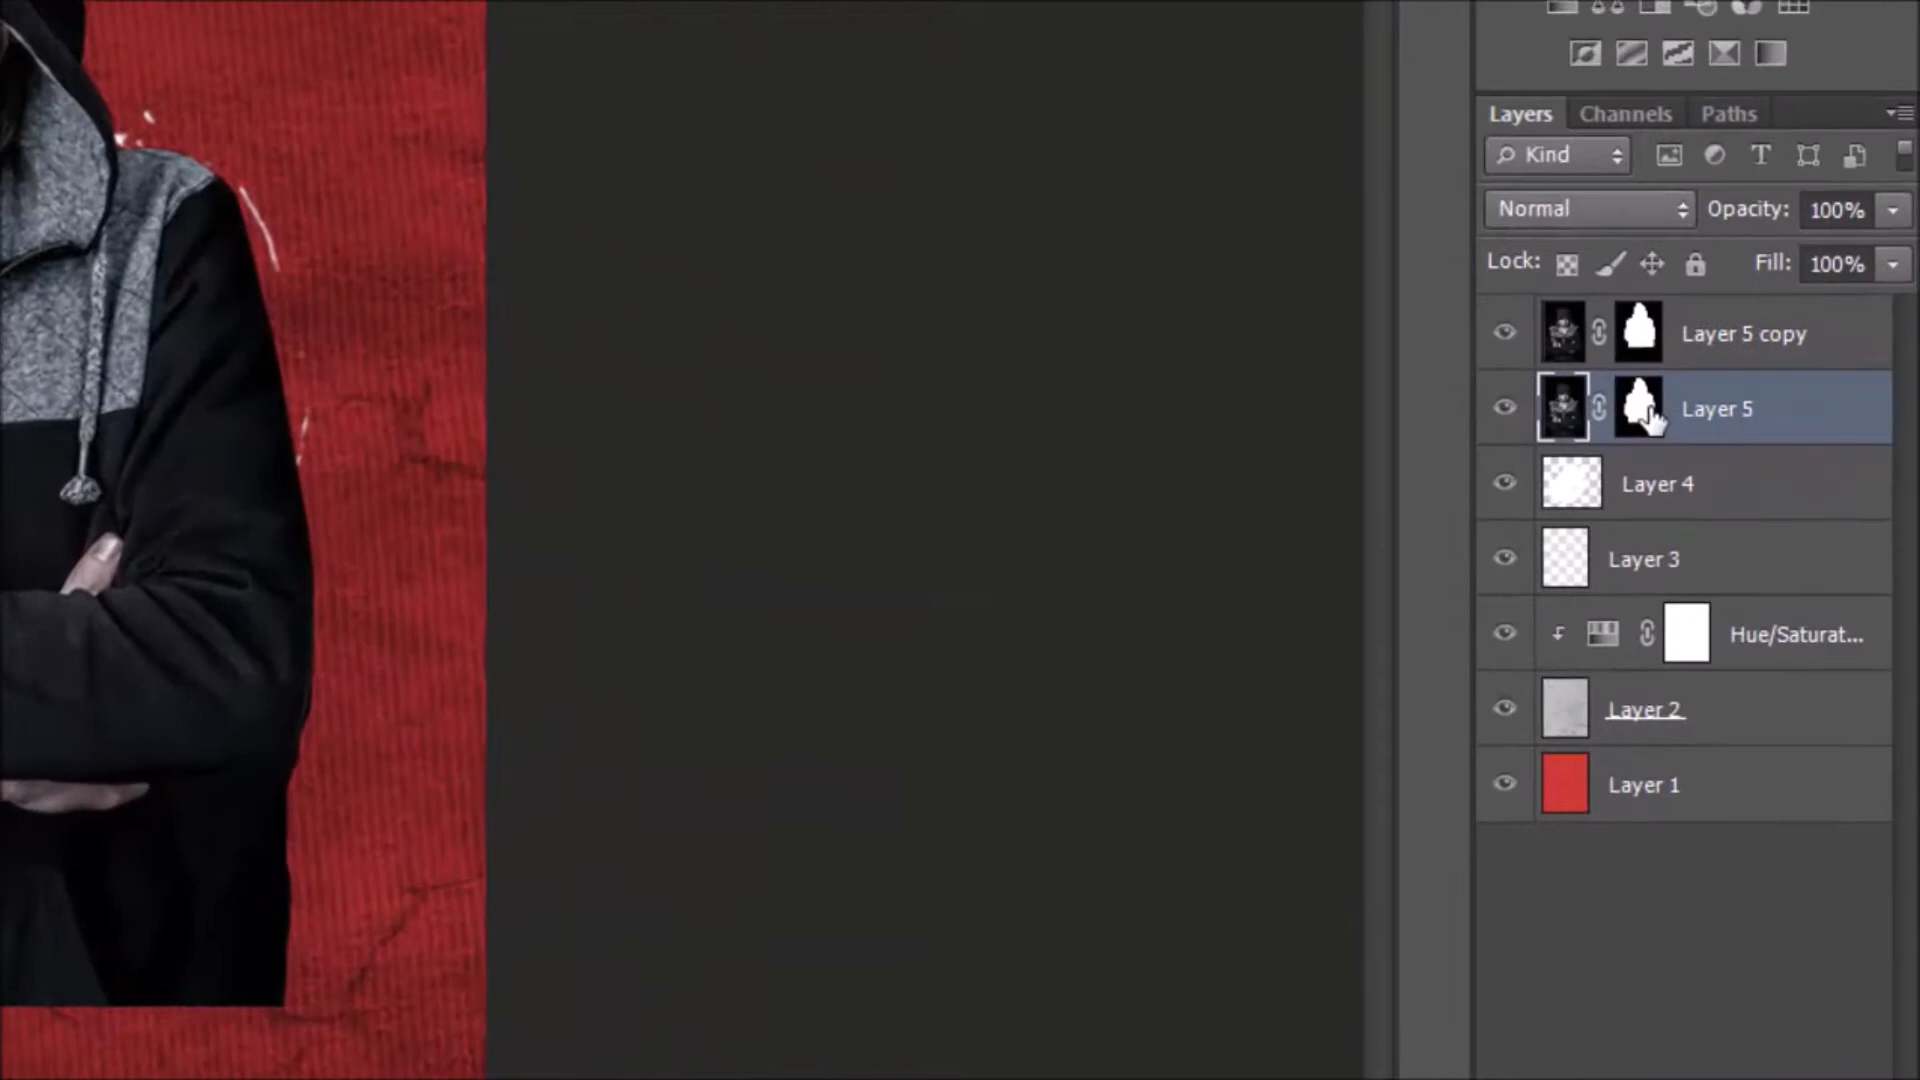 Layers Channels Paths
Kind
Normal Opacity: 100%
Lock: Fill: 100%
Layer 5 copy
Layer 5
Layer 4
Layer 3
Hue/Saturat...
Layer 2
Layer 1